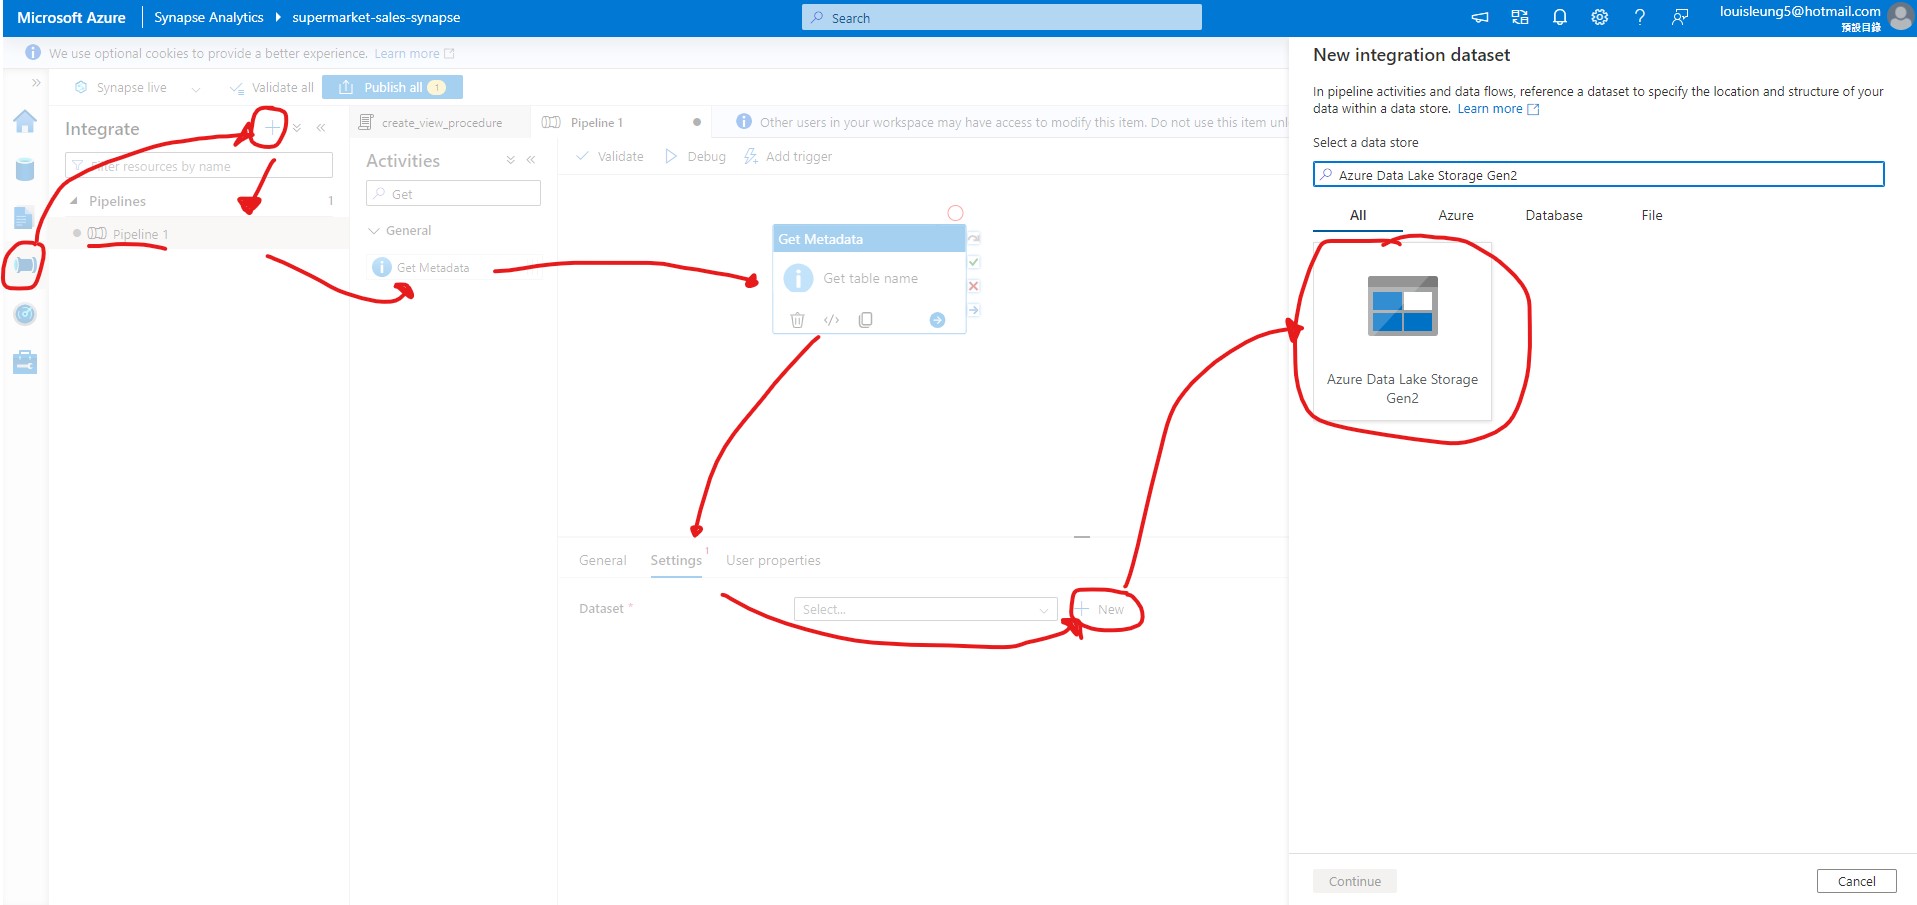 Microsoft Azure
Synapse Analytics
supermarket-sales-synapse
Search
louisleung5@hotmail.com
預設目錄
We use optional cookies to provide a better experience. Learn more
Synapse live
Validate all
Publish all 1
Integrate
Filter resources by name
Pipelines 1
Pipeline 1
create_view_procedure
Pipeline 1
Other users in your workspace may have access to modify this item. Do not use this item unl
Activities
Get
General
Get Metadata
Validate
Debug
Add trigger
Get Metadata
Get table name
General
Settings 1
User properties
Dataset *
Select...
New
New integration dataset
In pipeline activities and data flows, reference a dataset to specify the location and structure of your
data within a data store. Learn more
Select a data store
Azure Data Lake Storage Gen2
All
Azure
Database
File
Azure Data Lake Storage
Gen2
Continue
Cancel